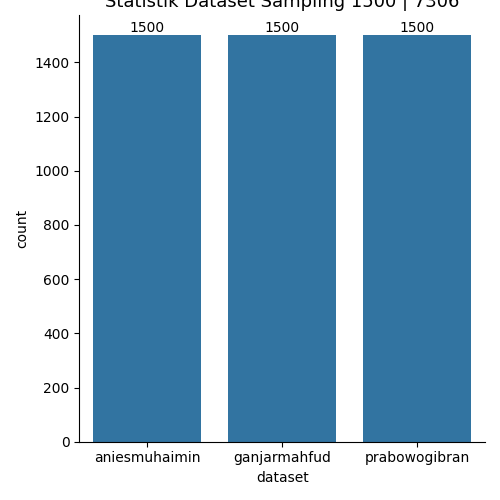 Statistik Dataset Sampling 1500 | 7306
1500 1500 1500
1400
1200
1000
800
600
400
200
0
count
aniesmuhaimin ganjarmahfud prabowogibran
dataset